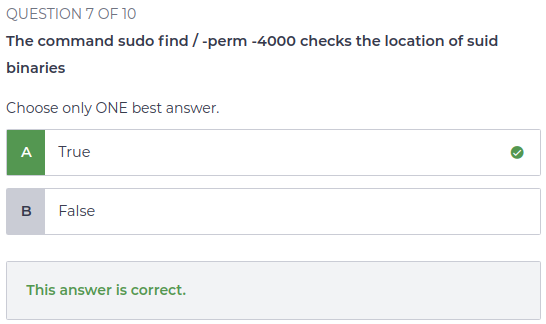 QUESTION 7 OF 10
The command sudo find / -perm -4000 checks the location of suid
binaries
Choose only ONE best answer.
A True
B False
This answer is correct.